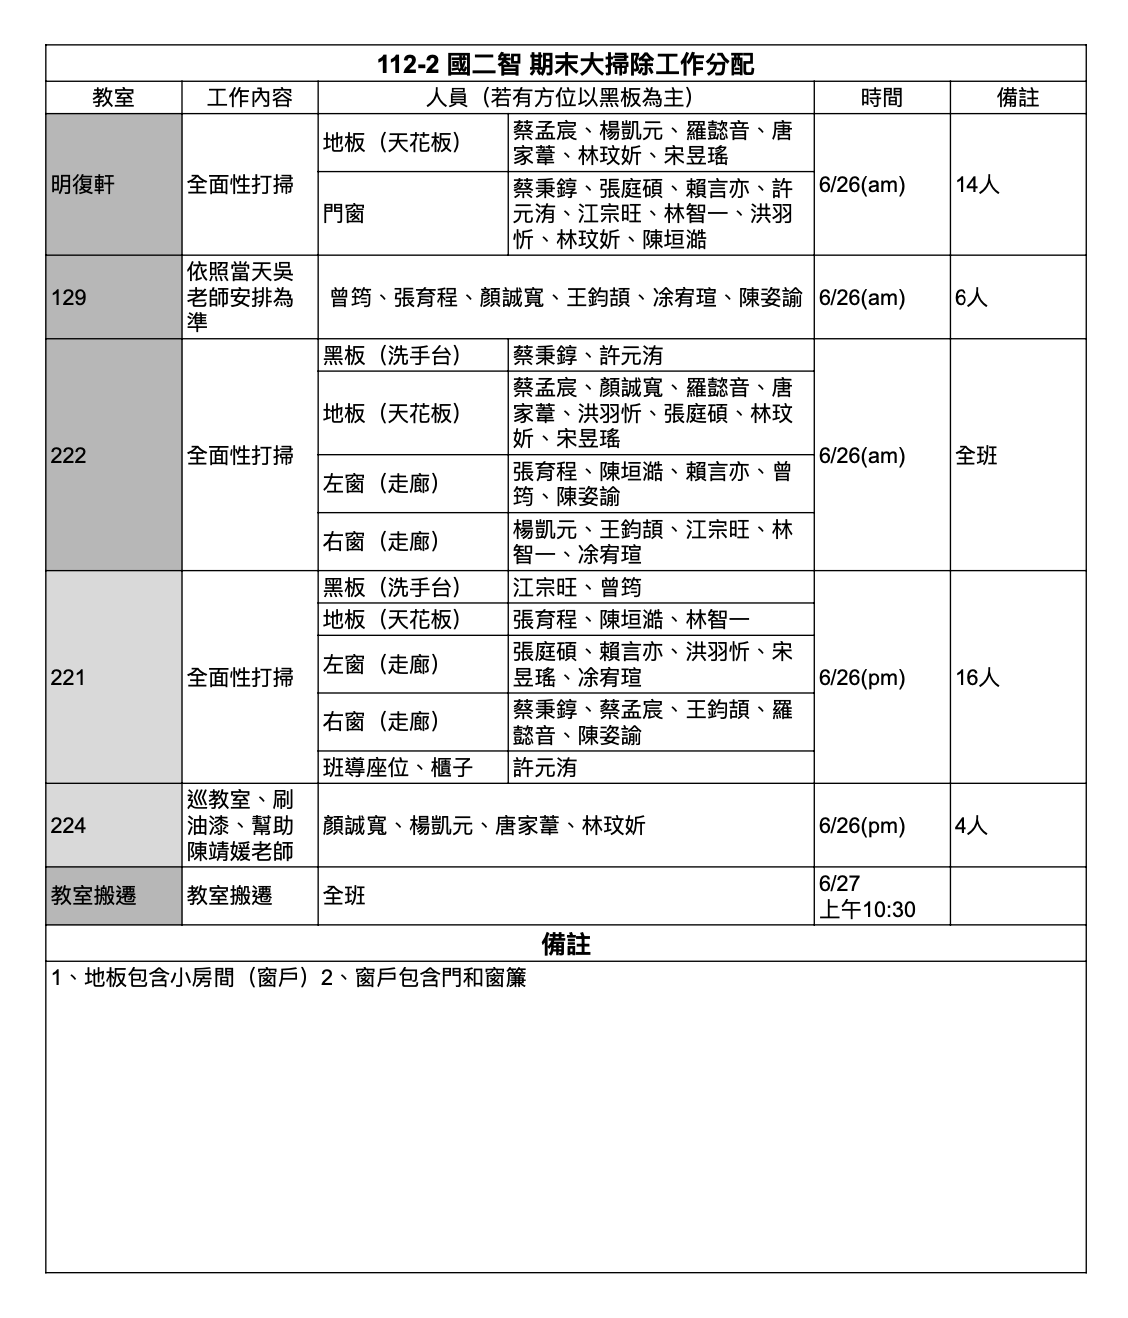 112-2 國二智 期末大掃除工作分配
教室 工作內容 人員（若有方位以黑板為主） 時間 備註
明復軒 全面性打掃 6/26(am) 14人
地板（天花板）
蔡孟宸、楊凱元、羅懿音、唐
家葦、林玟妡、宋昱瑤
門窗
蔡秉錞、張庭碩、賴言亦、許
元洧、江宗旺、林智一、洪羽
忻、林玟妡、陳垣澔
129
依照當天吳
老師安排為
準
曾筠、張育程、顏誠寬、王鈞頡、凃宥瑄、陳姿諭 6/26(am) 6人
222 全面性打掃 6/26(am) 全班
黑板（洗手台） 蔡秉錞、許元洧
地板（天花板）
蔡孟宸、顏誠寬、羅懿音、唐
家葦、洪羽忻、張庭碩、林玟
妡、宋昱瑤
左窗（走廊）
張育程、陳垣澔、賴言亦、曾
筠、陳姿諭
右窗（走廊）
楊凱元、王鈞頡、江宗旺、林
智一、凃宥瑄
221 全面性打掃 6/26(pm) 16人
黑板（洗手台） 江宗旺、曾筠
地板（天花板） 張育程、陳垣澔、林智一
左窗（走廊）
張庭碩、賴言亦、洪羽忻、宋
昱瑤、凃宥瑄
右窗（走廊）
蔡秉錞、蔡孟宸、王鈞頡、羅
懿音、陳姿諭
班導座位、櫃子 許元洧
224
巡教室、刷
油漆、幫助
陳靖媛老師
顏誠寬、楊凱元、唐家葦、林玟妡 6/26(pm) 4人
教室搬遷 教室搬遷 全班
6/27
上午10:30
備註
1、地板包含小房間（窗戶）2、窗戶包含門和窗簾